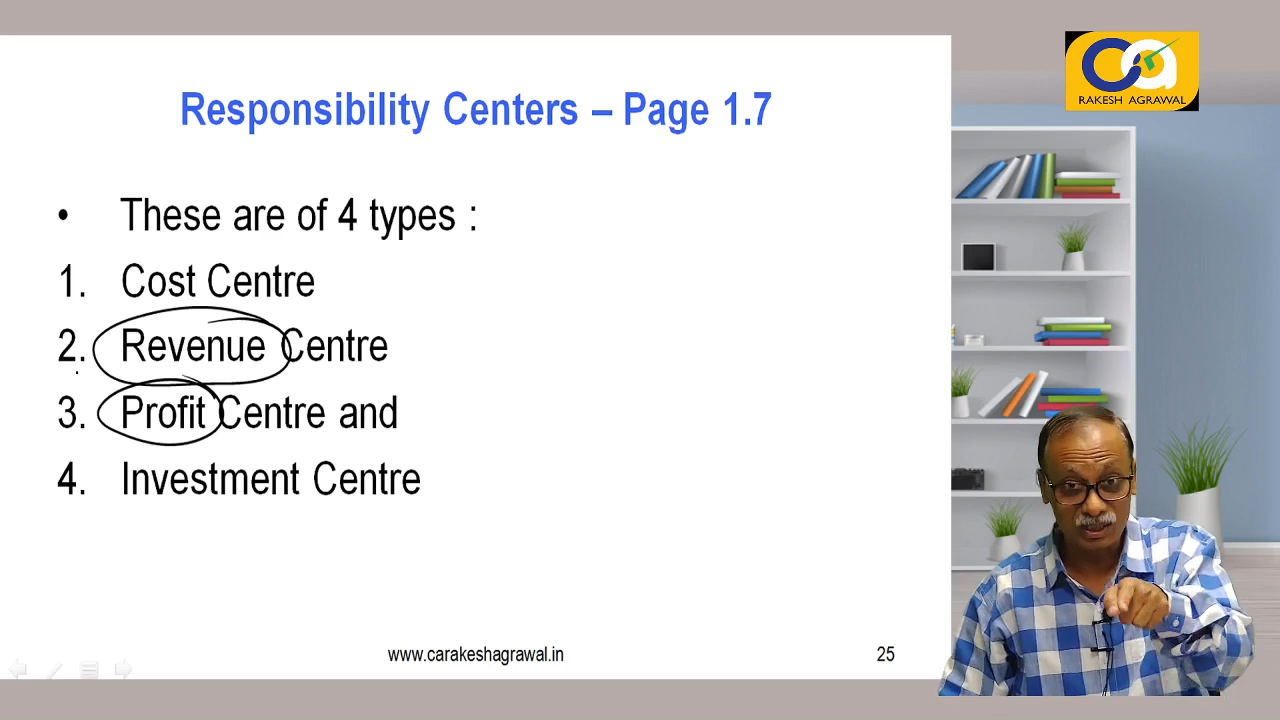 Responsibility Centers – Page 1.7
• These are of 4 types :
1. Cost Centre
2. Revenue Centre
3. Profit Centre and
4. Investment Centre
www.carakeshagrawal.in
25
ca
RAKESH AGRAWAL